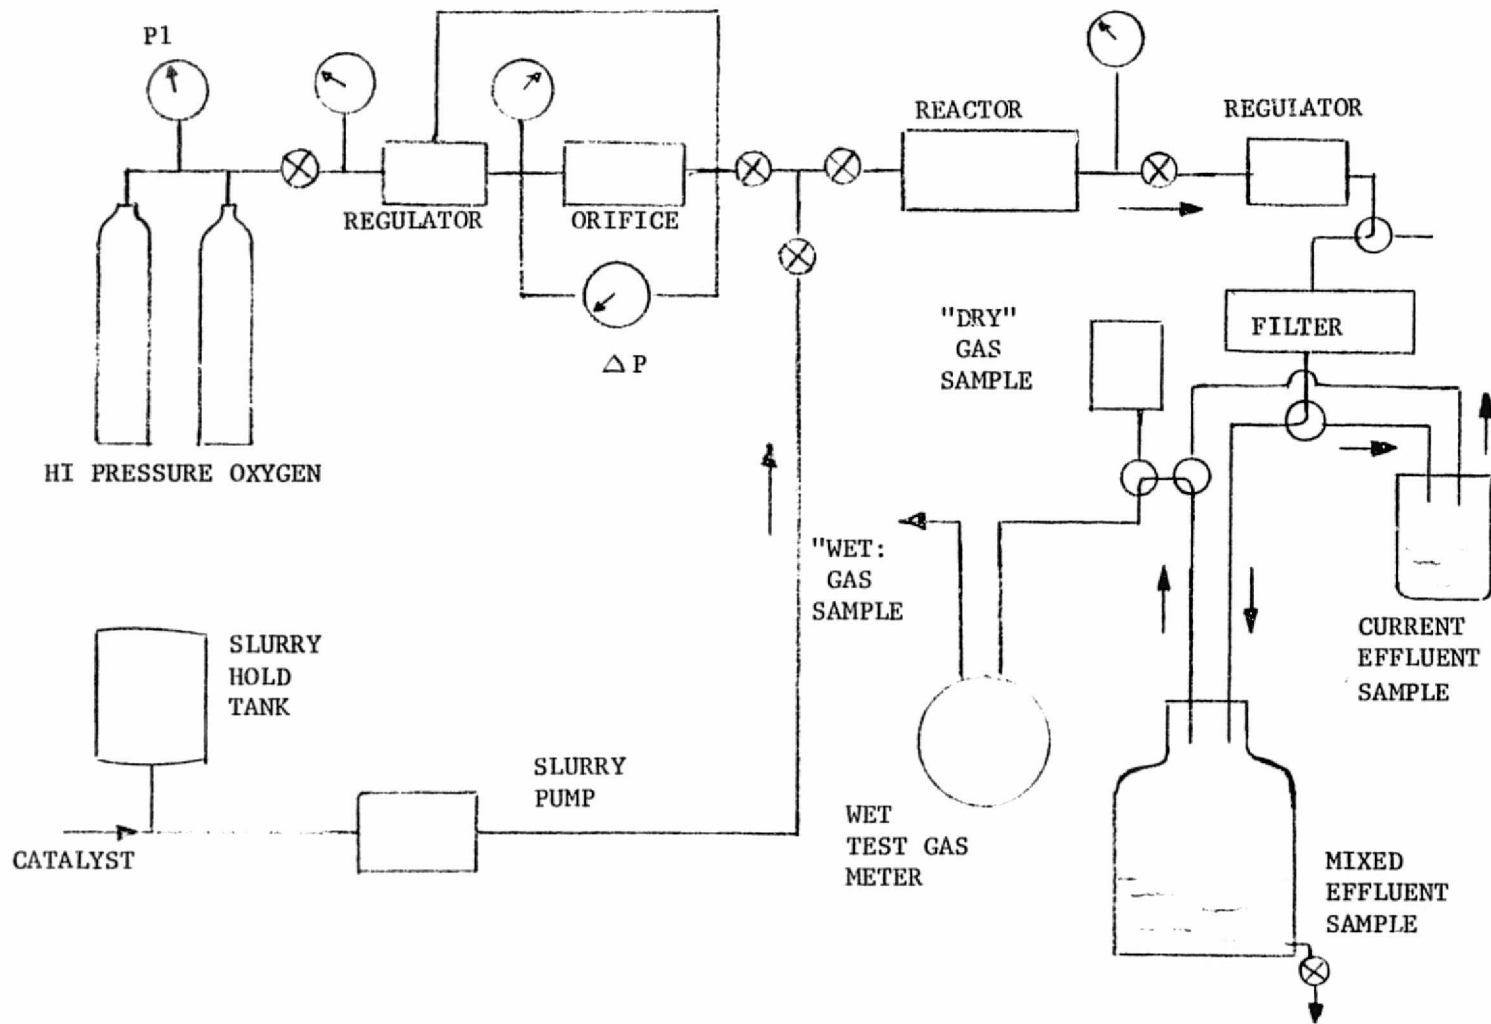 P1
REACTOR
REGULATOR
REGULATOR
ORIFICE
"DRY"
GAS
SAMPLE
FILTER
△ P
HI PRESSURE OXYGEN
"WET:
GAS
SAMPLE
SLURRY
HOLD
TANK
CURRENT
EFFLUENT
SAMPLE
SLURRY
PUMP
WET
TEST GAS
METER
CATALYST
MIXED
EFFLUENT
SAMPLE